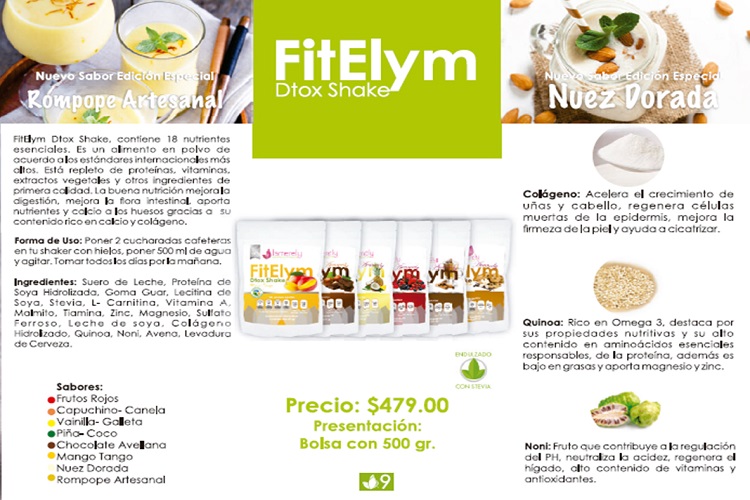 Nuevo Sabor Edición Especial
Rompope Artesanal
FitElym
Dtox Shake
Nuevo Sabor Edición Especial
Nuez Dorada
FitElym Dtox Shake, contiene 18 nutrientes
esenciales. Es un alimento en polvo de
acuerdo a los estándares internacionales más
altos. Está repleto de proteínas, vitaminas,
extractos vegetales y otros ingredientes de
primera calidad. La buena nutrición mejora la
digestión, mejora la flora intestinal, aporta
nutrientes y calcio a los huesos gracias a su
contenido rico en calcio y colágeno.
Forma de Uso: Poner 2 cucharadas cafeteras
en tu shaker con hielos, poner 500 ml de agua
y agitar. Tomar todos los días por la mañana.
Ingredientes: Suero de Leche, Proteína de
Soya Hidrolizada, Goma Guar, Lecitina de
Soya, Stevia, L- Carnitina, Vitamina A,
Malmito, Tiamina, Zinc, Magnesio, Sulfato
Ferroso, Leche de soya, Colágeno
Hidrolizado, Quinoa, Noni, Avena, Levadura
de Cerveza.
Sabores:
Frutos Rojos
Capuchino- Canela
Vainilla- Galleta
Piña- Coco
Chocolate Avellana
Mango Tango
Nuez Dorada
Rompope Artesanal
FitElym
Dtox Shake
ENDULZADO
CON STEVIA
Precio: $479.00
Presentación:
Bolsa con 500 gr.
9
Colágeno: Acelera el crecimiento de
uñas y cabello, regenera células
muertas de la epidermis, mejora la
firmeza de la piel y ayuda a cicatrizar.
Quinua: Rico en Omega 3, destaca por
sus propiedades nutritivas y su alto
contenido en aminoácidos esenciales
responsables, de la proteína, además es
bajo en grasas y aporta magnesio y zinc.
Noni: Fruto que contribuye a la regulación
del PH, neutraliza la acidez, regenera el
hígado, alto contenido de vitaminas y
antioxidantes.